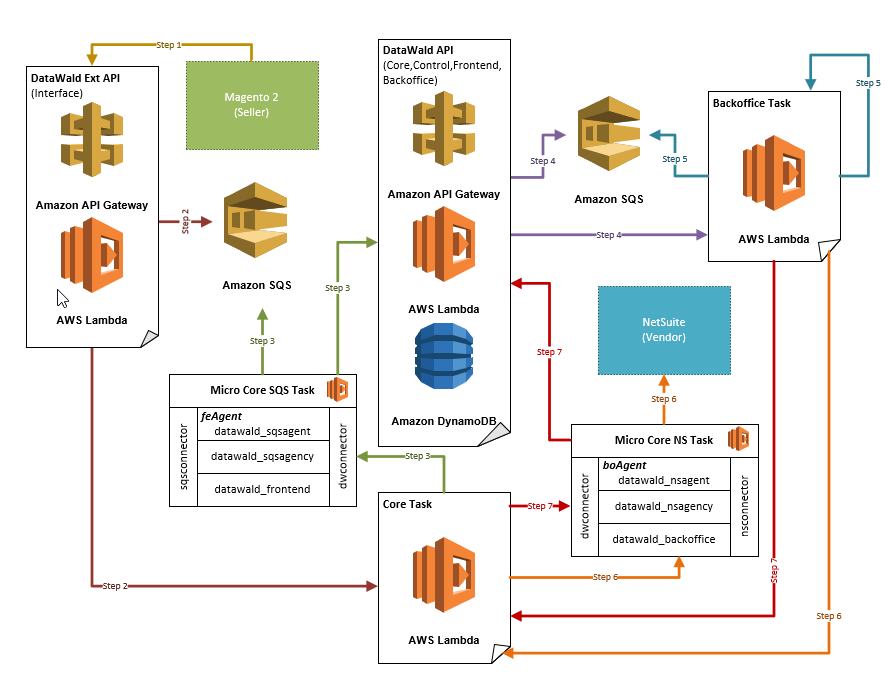 Step 1
DataWald Ext API
(Interface)
Amazon API Gateway
AWS Lambda
Magento 2
(Seller)
Step 2
Amazon SQS
Step 3
Step 3
DataWald API
(Core,Control,Frontend,
Backoffice)
Amazon API Gateway
AWS Lambda
Amazon DynamoDB
Step 4
Amazon SQS
Step 5
Step 4
Backoffice Task
AWS Lambda
Step 5
NetSuite
(Vendor)
Step 7
Step 6
Micro Core SQS Task
feAgent
sqsconnector
datawald_sqsagent
datawald_sqsagency
datawald_frontend
dwconnector
Step 3
Micro Core NS Task
boAgent
dwconnector
datawald_nsagent
datawald_nsagency
datawald_backoffice
nsconnector
Core Task
AWS Lambda
Step 7
Step 6
Step 2
Step 7
Step 6